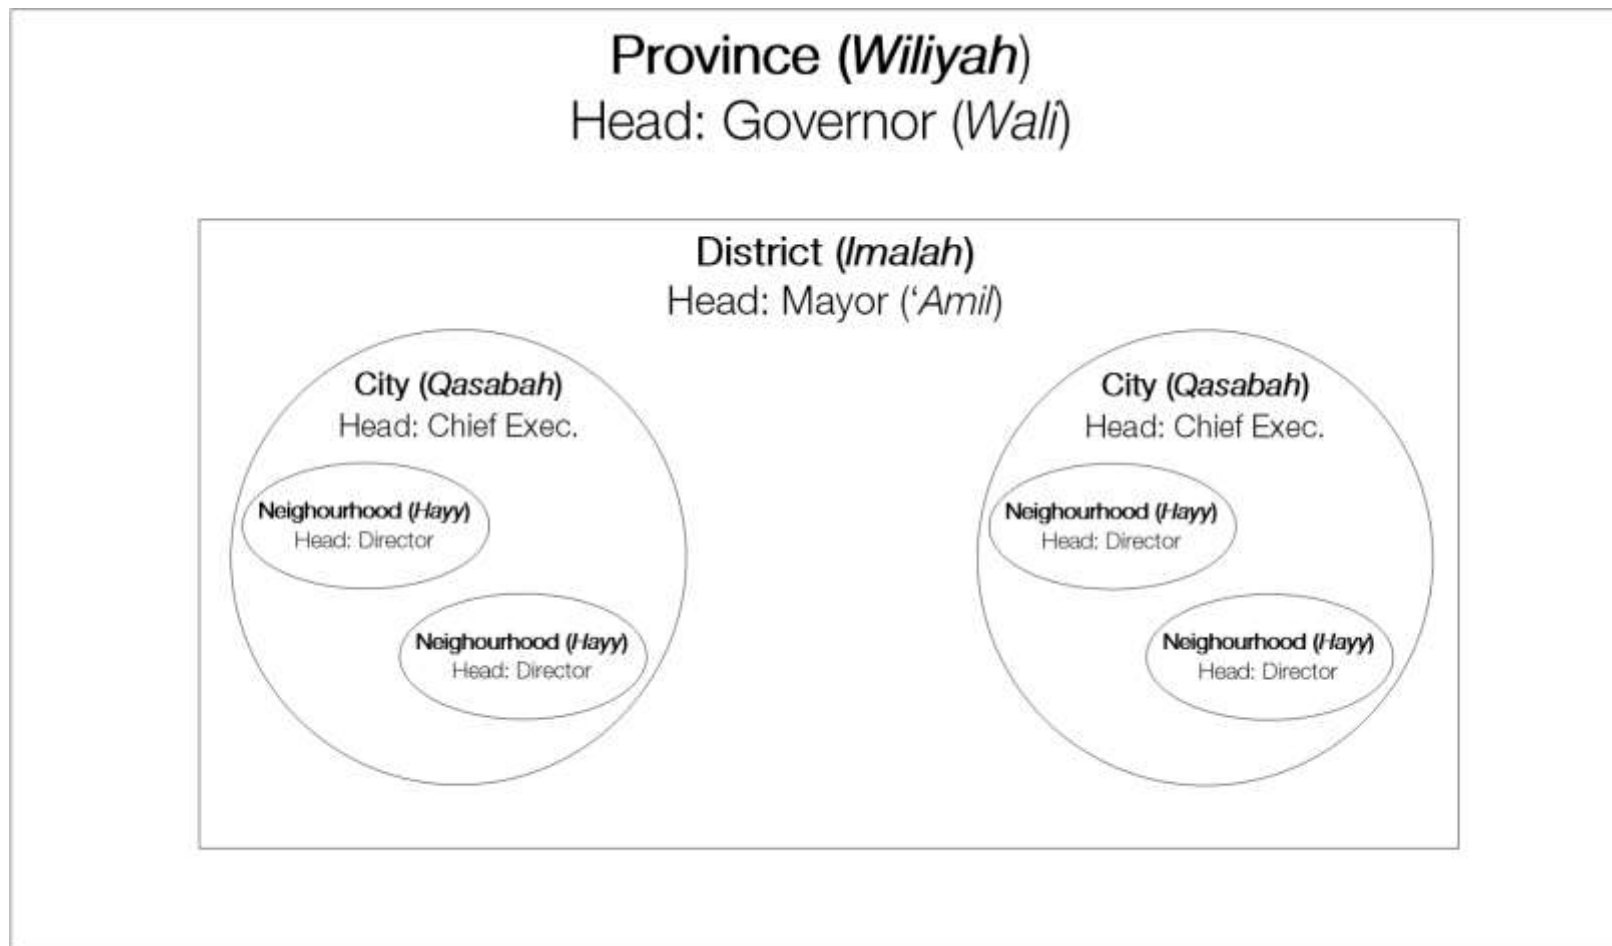 Province (Wiliyah)
Head: Governor (Wali)
District (Imalah)
Head: Mayor (‘Amil)
City (Qasabah)
Head: Chief Exec.
Neighourhood (Hayy)
Head: Director
Neighourhood (Hayy)
Head: Director
City (Qasabah)
Head: Chief Exec.
Neighourhood (Hayy)
Head: Director
Neighourhood (Hayy)
Head: Director